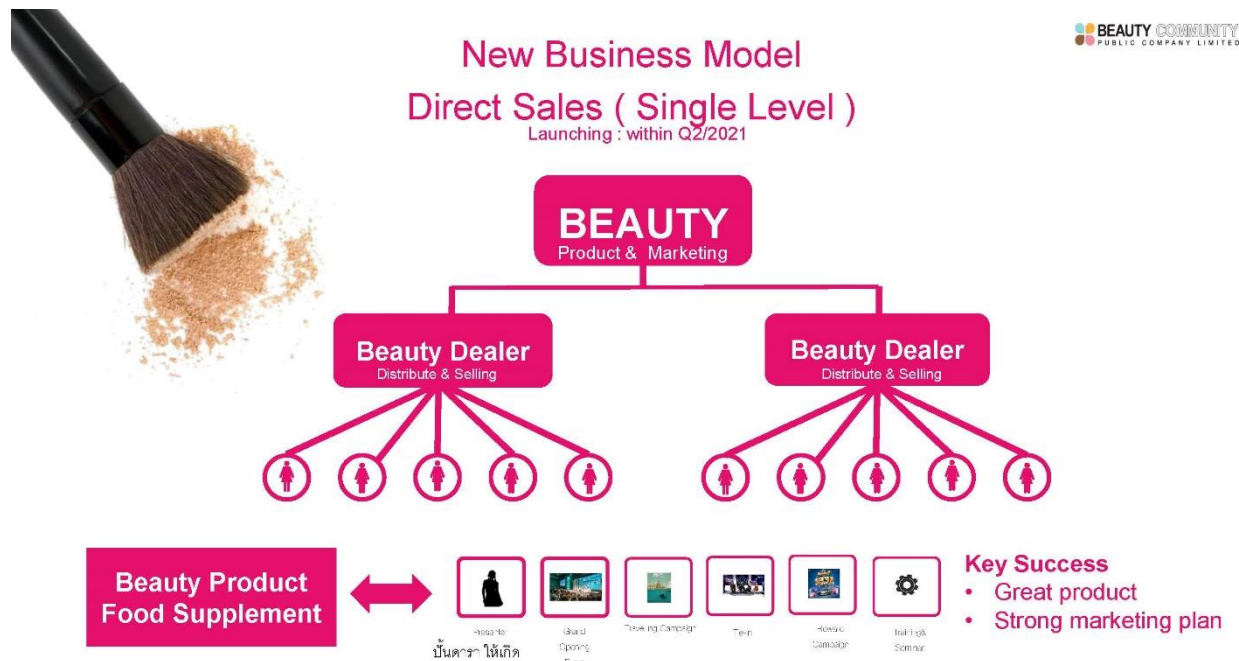 BEAUTY COMMUNITY
PUBLIC COMPANY LIMITED
New Business Model
Direct Sales ( Single Level )
Launching : within Q2/2021
BEAUTY
Product & Marketing
Beauty Dealer
Distribute & Selling
Beauty Dealer
Distribute & Selling
Beauty Product
Food Supplement
Presenter
ปั้นดารา ให้เกิด
Grand
Opening
Traveling Campaign
Tie-in
Reward
Campaign
Training&
Seminar
Key Success
• Great product
• Strong marketing plan